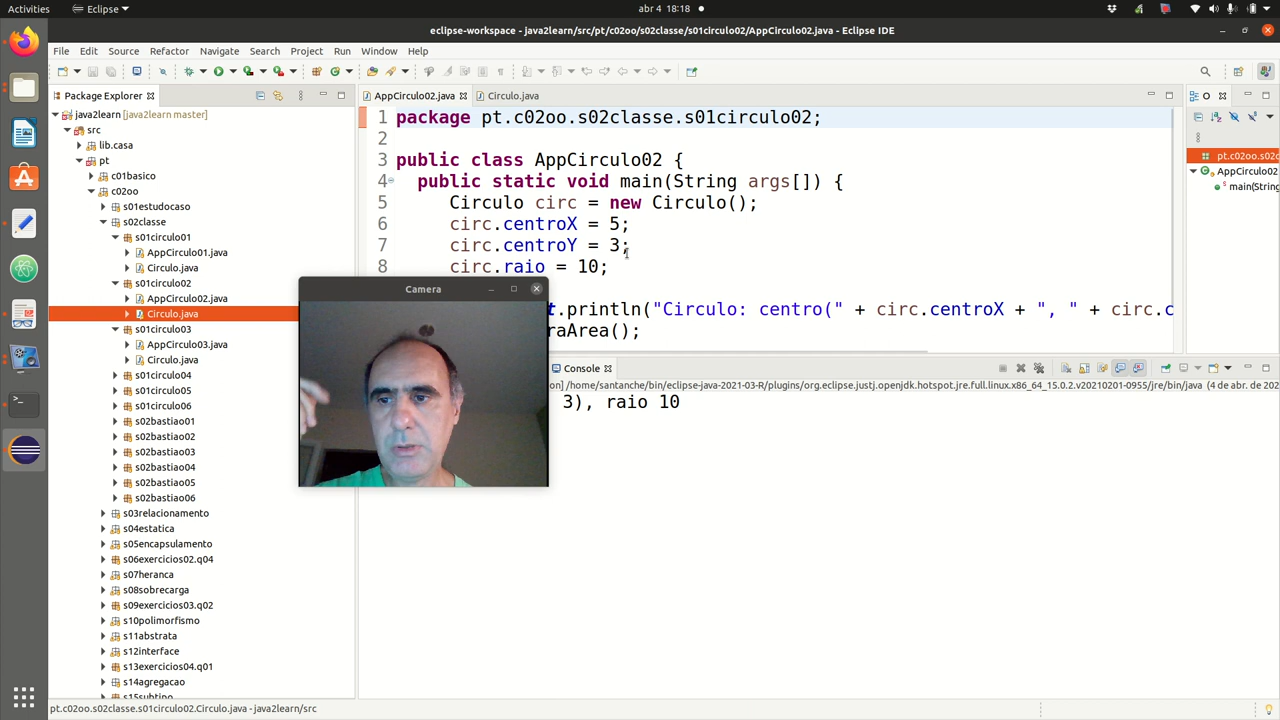 Activities
Eclipse
abr 4 18:18
eclipse-workspace - java2learn/src/pt/c02oo/s02classe/s01circulo02/AppCirculo02.java - Eclipse IDE
File Edit Source Refactor Navigate Search Project Run Window Help
Package Explorer
java2learn [java2learn master]
src
lib.casa
pt
c01basico
c02oo
s01estudocaso
s02classe
s01circulo01
AppCirculo01.java
Circulo.java
s01circulo02
AppCirculo02.java
Circulo.java
s01circulo03
AppCirculo03.java
Circulo.java
s01circulo04
s01circulo05
s01circulo06
s02bastiao01
s02bastiao02
s02bastiao03
s02bastiao04
s02bastiao05
s02bastiao06
s03relacionamento
s04estatica
s05encapsulamento
s06exercicios02.q04
s07heranca
s08sobrecarga
s09exercicios03.q02
s10polimorfismo
s11abstrata
s12interface
s13exercicios04.q01
s14agregacao
s15subtipo
AppCirculo02.java
Circulo.java
1 package pt.c02oo.s02classe.s01circulo02;
2
3 public class AppCirculo02 {
4 public static void main(String args[]) {
5 Circulo circ = new Circulo();
6 circ.centroX = 5;
7 circ.centroY = 3;
8 circ.raio = 10;
t.println("Circulo: centro(" + circ.centroX + ", " + circ.c
raArea();
Camera
Console
on] /home/santanche/bin/eclipse-java-2021-03-R/plugins/org.eclipse.justj.openjdk.hotspot.jre.full.linux.x86_64_15.0.2.v20210201-0955/jre/bin/java (4 de abr. de 202
3), raio 10
O
pt.c02oo.s02c
AppCirculo02
main(String
pt.c02oo.s02classe.s01circulo02.Circulo.java - java2learn/src